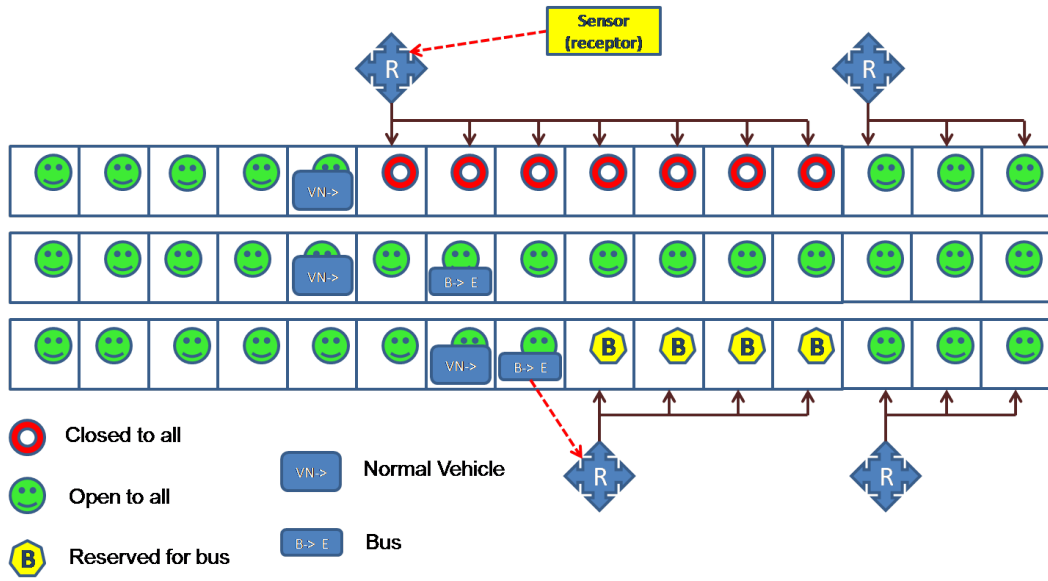 Sensor
(receptor)
R
R
VN->
VN->
B-> E
VN->
B-> E
B
B
B
B
R
R
Closed to all
Open to all
B
Reserved for bus
VN->
Normal Vehicle
B-> E
Bus